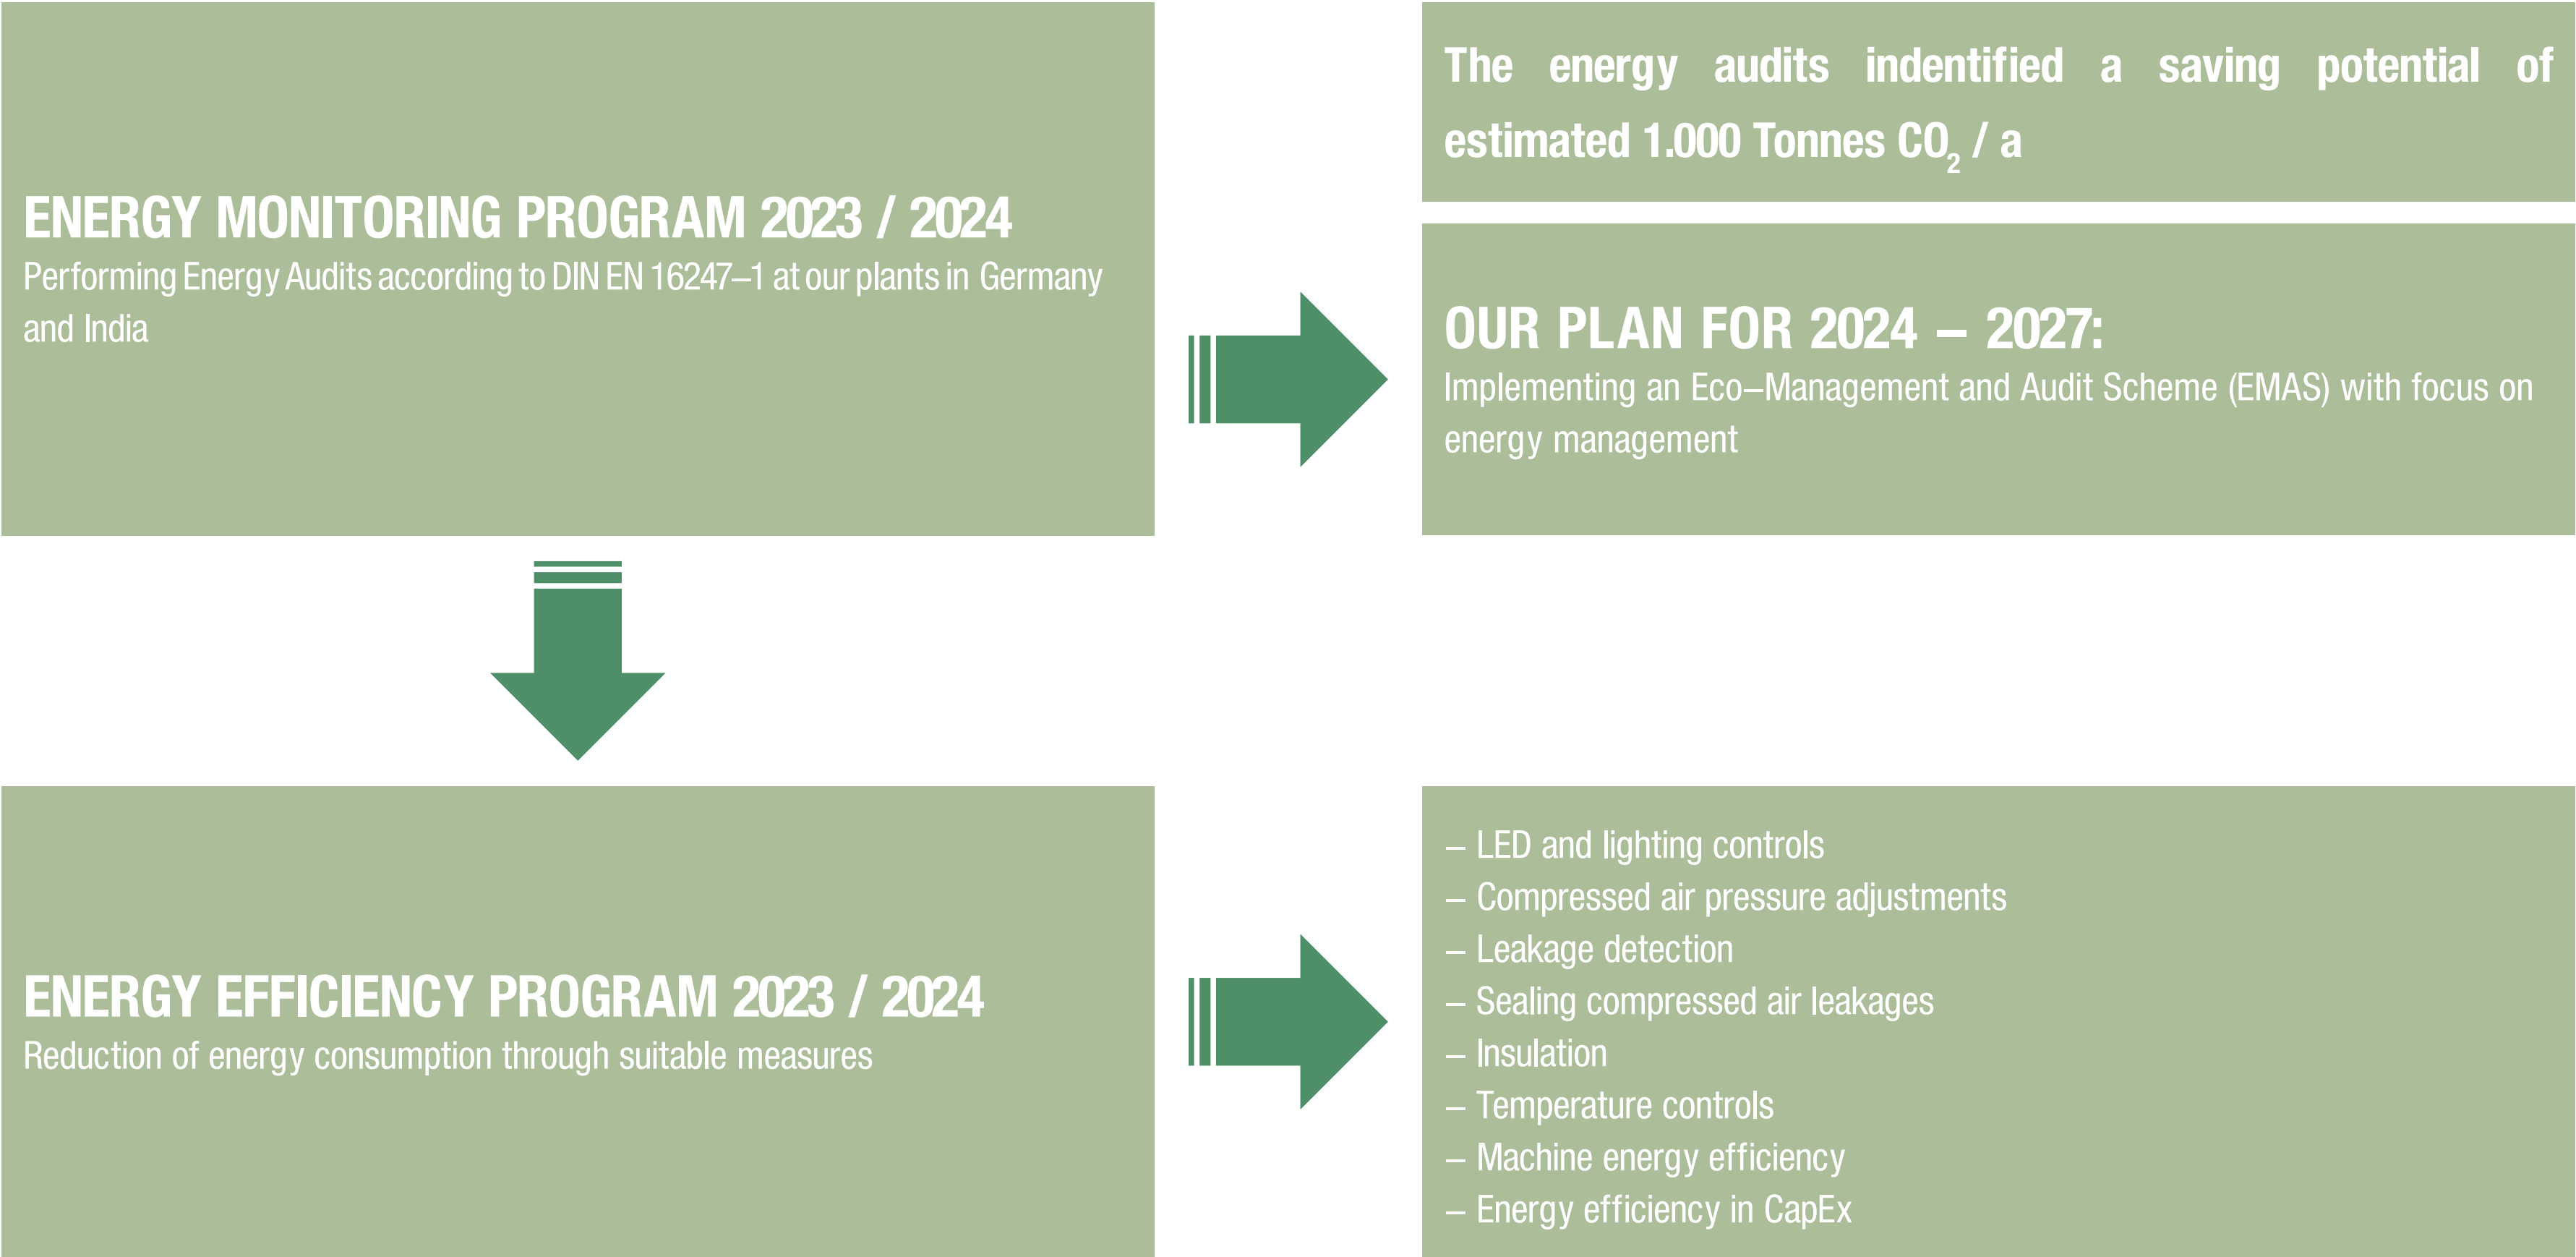 ENERGY MONITORING PROGRAM 2023 / 2024
Performing Energy Audits according to DIN EN 16247–1 at our plants in Germany
and India
The energy audits indentified a saving potential of
estimated 1.000 Tonnes CO₂ / a
OUR PLAN FOR 2024 – 2027:
Implementing an Eco–Management and Audit Scheme (EMAS) with focus on
energy management
ENERGY EFFICIENCY PROGRAM 2023 / 2024
Reduction of energy consumption through suitable measures
– LED and lighting controls
– Compressed air pressure adjustments
– Leakage detection
– Sealing compressed air leakages
– Insulation
– Temperature controls
– Machine energy efficiency
– Energy efficiency in CapEx